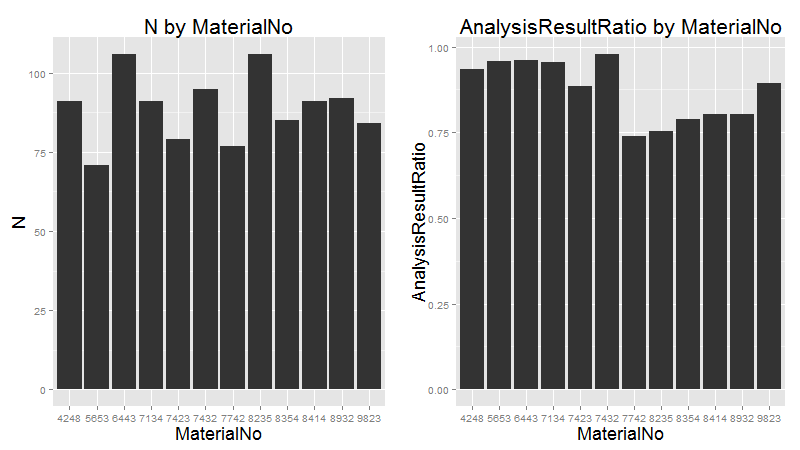 N by MaterialNo
N
100
75
50
25
0
4248 5653 6443 7134 7423 7432 7742 8235 8354 8414 8932 9823
MaterialNo
AnalysisResultRatio by MaterialNo
AnalysisResultRatio
1.00
0.75
0.50
0.25
0.00
4248 5653 6443 7134 7423 7432 7742 8235 8354 8414 8932 9823
MaterialNo